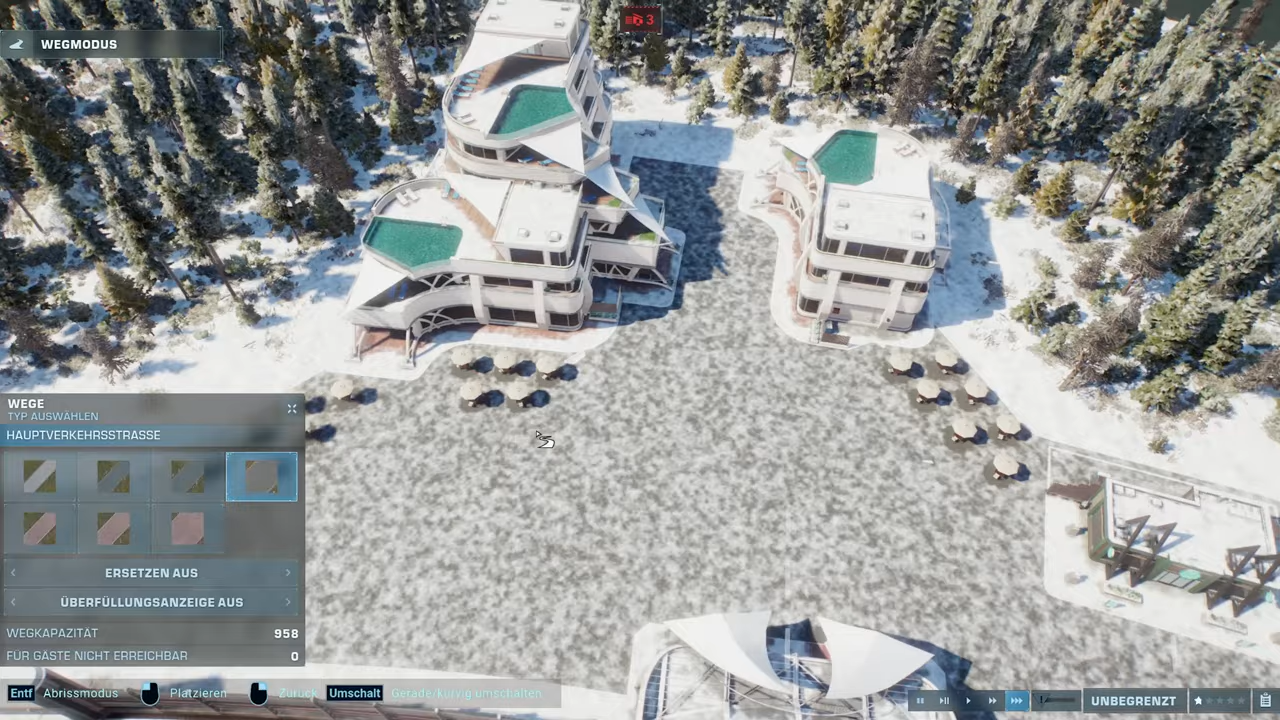 3
WEGMODUS
WEGE
TYP AUSWÄHLEN
HAUPTVERKEHRSSTRASSE
ERSETZEN AUS
ÜBERFÜLLUNGSANZEIGE AUS
WEGKAPAZITÄT 958
FÜR GÄSTE NICHT ERREICHBAR 0
Entf Abrissmodus Platzieren Zurück Umschalt Gerade/kurvig umschalten
UNBEGRENZT